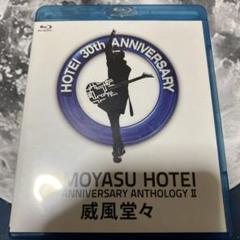 HOTEI 30th ANNIVERSARY
MOYASU HOTEI
ANNIVERSARY ANTHOLOGY II
威風堂々